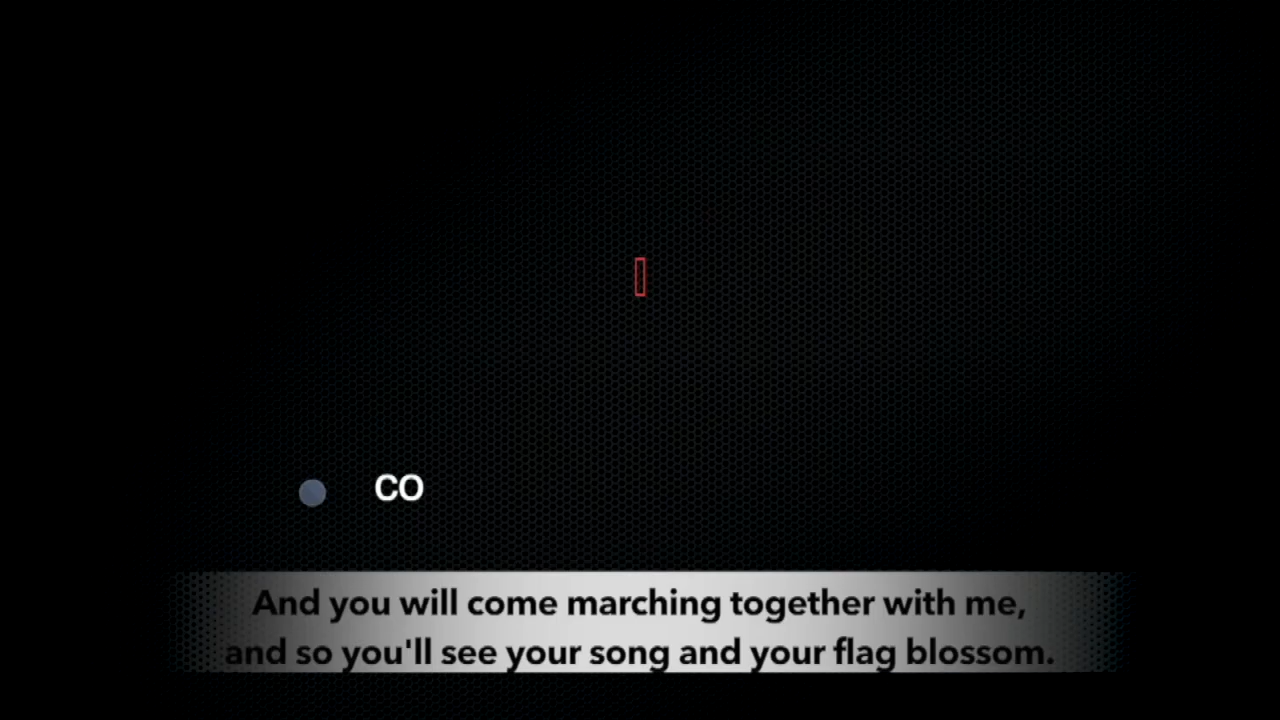 CO
And you will come marching together with me,
and so you'll see your song and your flag blossom.